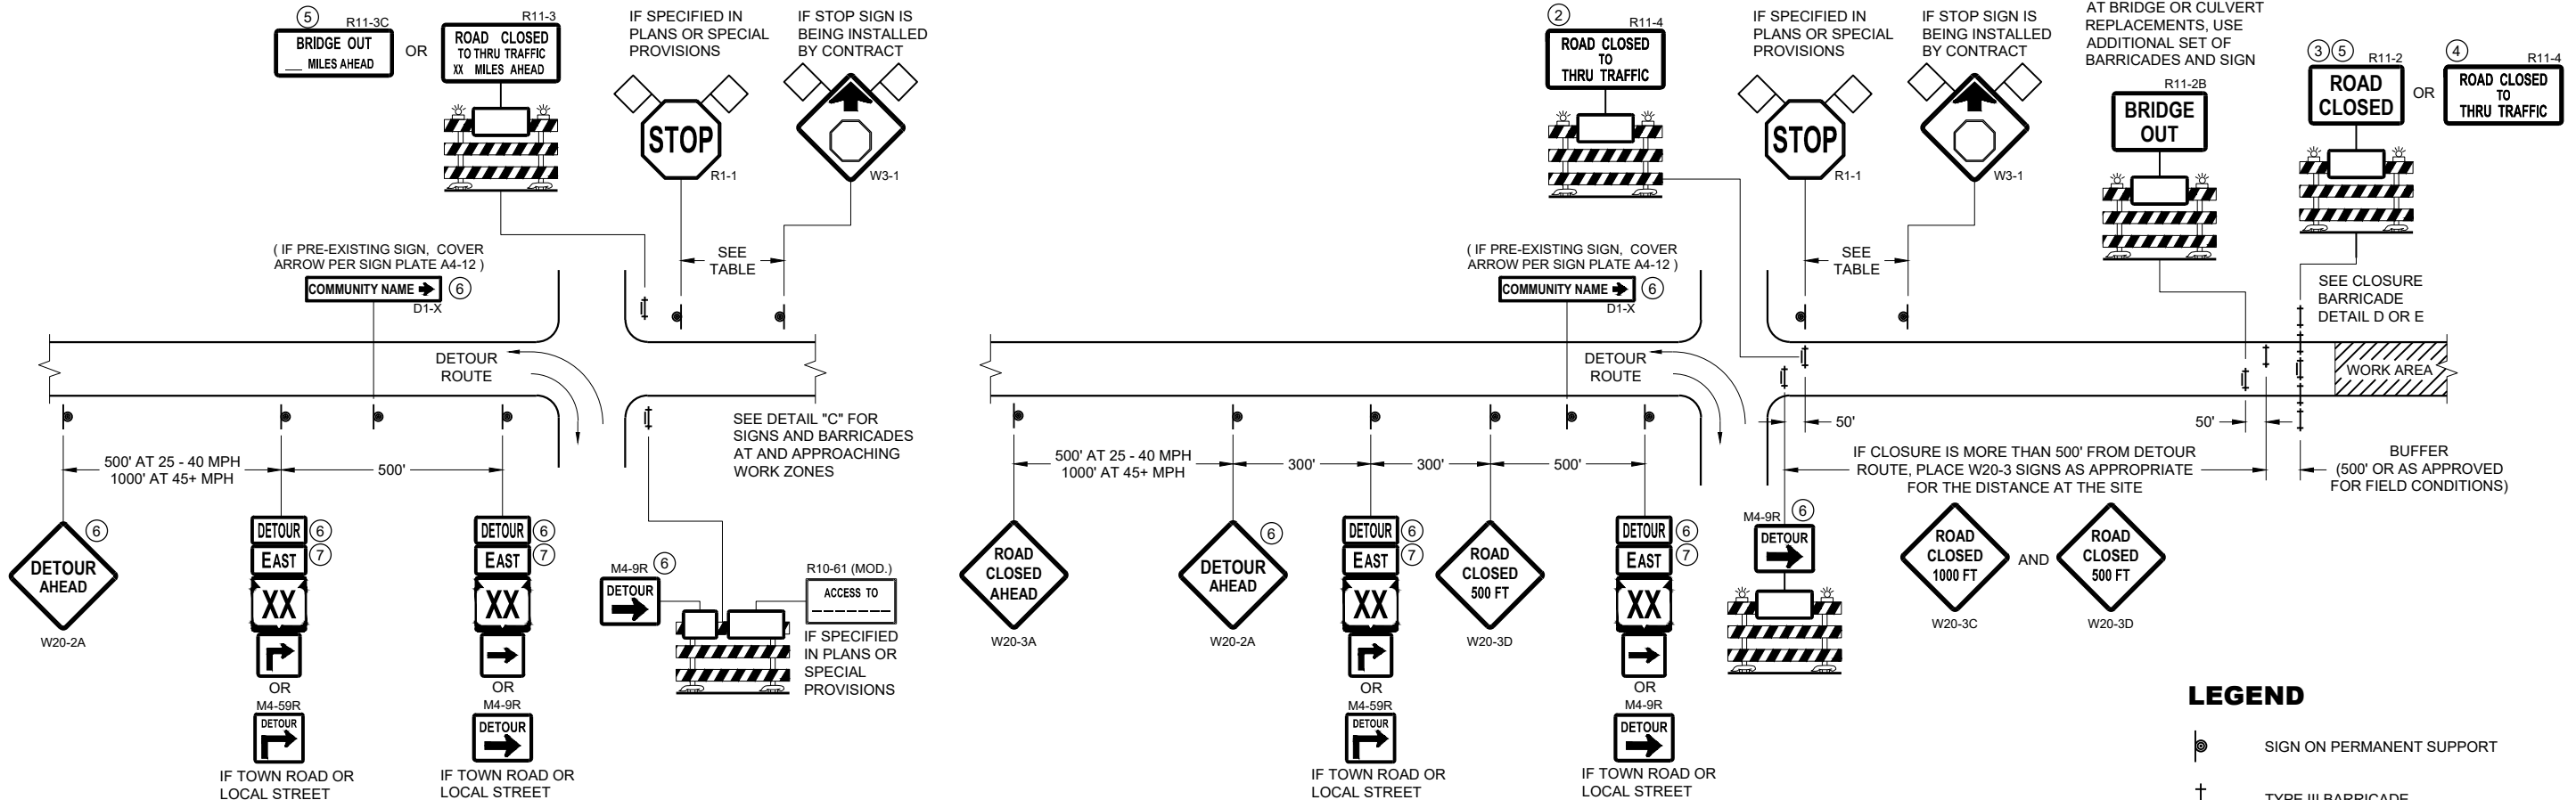 5
R11-3C
BRIDGE OUT
___ MILES AHEAD
OR
R11-3
ROAD CLOSED
TO THRU TRAFFIC
XX MILES AHEAD
IF SPECIFIED IN
PLANS OR SPECIAL
PROVISIONS
STOP
R1-1
IF STOP SIGN IS
BEING INSTALLED
BY CONTRACT
W3-1
SEE
TABLE
( IF PRE-EXISTING SIGN, COVER
ARROW PER SIGN PLATE A4-12 )
COMMUNITY NAME
6
D1-X
DETOUR
ROUTE
SEE DETAIL "C" FOR
SIGNS AND BARRICADES
AT AND APPROACHING
WORK ZONES
500' AT 25 - 40 MPH
1000' AT 45+ MPH
500'
DETOUR
AHEAD
6
W20-2A
DETOUR
6
EAST
7
XX
OR
M4-59R
DETOUR
IF TOWN ROAD OR
LOCAL STREET
DETOUR
6
EAST
7
XX
OR
M4-9R
DETOUR
IF TOWN ROAD OR
LOCAL STREET
M4-9R
6
DETOUR
R10-61 (MOD.)
ACCESS TO
_______
IF SPECIFIED
IN PLANS OR
SPECIAL
PROVISIONS
2
R11-4
ROAD CLOSED
TO
THRU TRAFFIC
IF SPECIFIED IN
PLANS OR SPECIAL
PROVISIONS
STOP
R1-1
IF STOP SIGN IS
BEING INSTALLED
BY CONTRACT
W3-1
SEE
TABLE
AT BRIDGE OR CULVERT
REPLACEMENTS, USE
ADDITIONAL SET OF
BARRICADES AND SIGN
R11-2B
BRIDGE
OUT
3
5
R11-2
ROAD
CLOSED
OR
4
R11-4
ROAD CLOSED
TO
THRU TRAFFIC
SEE CLOSURE
BARRICADE
DETAIL D OR E
( IF PRE-EXISTING SIGN, COVER
ARROW PER SIGN PLATE A4-12 )
COMMUNITY NAME
6
D1-X
DETOUR
ROUTE
WORK AREA
50'
50'
500' AT 25 - 40 MPH
1000' AT 45+ MPH
300'
300'
500'
IF CLOSURE IS MORE THAN 500' FROM DETOUR
ROUTE, PLACE W20-3 SIGNS AS APPROPRIATE
FOR THE DISTANCE AT THE SITE
BUFFER
(500' OR AS APPROVED
FOR FIELD CONDITIONS)
ROAD
CLOSED
AHEAD
W20-3A
6
DETOUR
AHEAD
W20-2A
DETOUR
6
EAST
7
XX
OR
M4-59R
DETOUR
IF TOWN ROAD OR
LOCAL STREET
ROAD
CLOSED
500 FT
W20-3D
DETOUR
6
EAST
7
XX
OR
M4-9R
DETOUR
IF TOWN ROAD OR
LOCAL STREET
M4-9R
6
DETOUR
ROAD
CLOSED
1000 FT
W20-3C
AND
ROAD
CLOSED
500 FT
W20-3D
LEGEND
SIGN ON PERMANENT SUPPORT
TYPE III BARRICADE